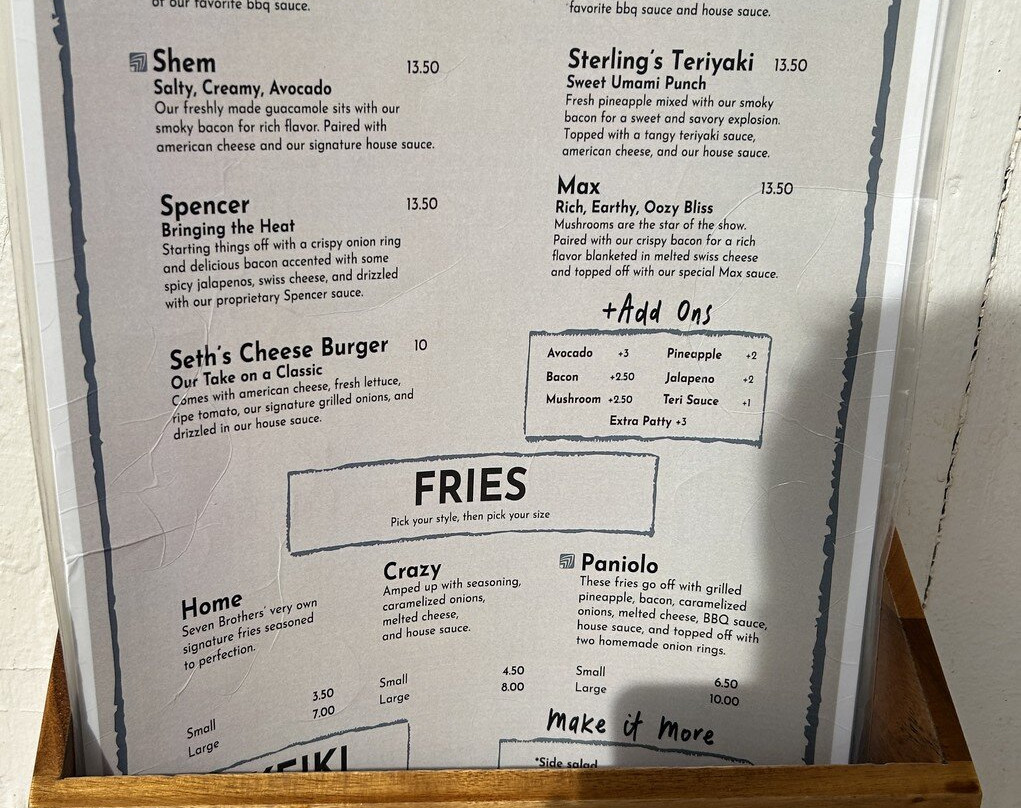 of our favorite bbq sauce.
Shem 13.50
Salty, Creamy, Avocado
Our freshly made guacamole sits with our
smoky bacon for rich flavor. Paired with
american cheese and our signature house sauce.
Spencer 13.50
Bringing the Heat
Starting things off with a crispy onion ring
and delicious bacon accented with some
spicy jalapenos, swiss cheese, and drizzled
with our proprietary Spencer sauce.
Seth's Cheese Burger 10
Our Take on a Classic
Comes with american cheese, fresh lettuce,
ripe tomato, our signature grilled onions, and
drizzled in our house sauce.
favorite bbq sauce and house sauce.
Sterling's Teriyaki 13.50
Sweet Umami Punch
Fresh pineapple mixed with our smoky
bacon for a sweet and savory explosion.
Topped with a tangy teriyaki sauce,
american cheese, and our house sauce.
Max 13.50
Rich, Earthy, Oozy Bliss
Mushrooms are the star of the show.
Paired with our crispy bacon for a rich
flavor blanketed in melted swiss cheese
and topped off with our special Max sauce.
+Add Ons
Avocado +3 Pineapple +2
Bacon +2.50 Jalapeno +2
Mushroom +2.50 Teri Sauce +1
Extra Patty +3
FRIES
Pick your style, then pick your size
Home
Seven Brothers' very own
signature fries seasoned
to perfection.
Small 3.50
Large 7.00
Crazy
Amped up with seasoning,
caramelized onions,
melted cheese,
and house sauce.
Small 4.50
Large 8.00
Paniolo
These fries go off with grilled
pineapple, bacon, caramelized
onions, melted cheese, BBQ sauce,
house sauce, and topped off with
two homemade onion rings.
Small 6.50
Large 10.00
KEIKI
make it more
*Side salad